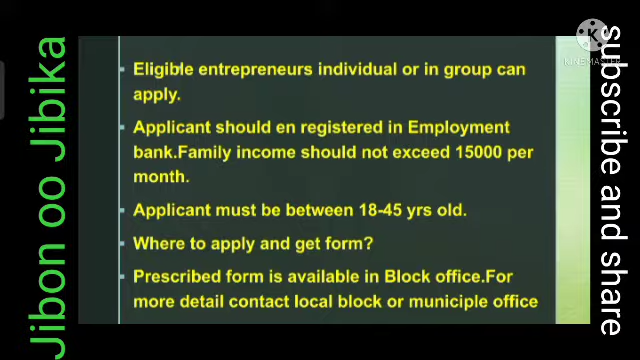 Jibon oo Jibika
Eligible entrepreneurs individual or in group can
apply.
Applicant should en registered in Employment
bank.Family income should not exceed 15000 per
month.
Applicant must be between 18-45 yrs old.
Where to apply and get form?
Prescribed form is available in Block office.For
more detail contact local block or municiple office
subscribe and share
K
KINEMASTER